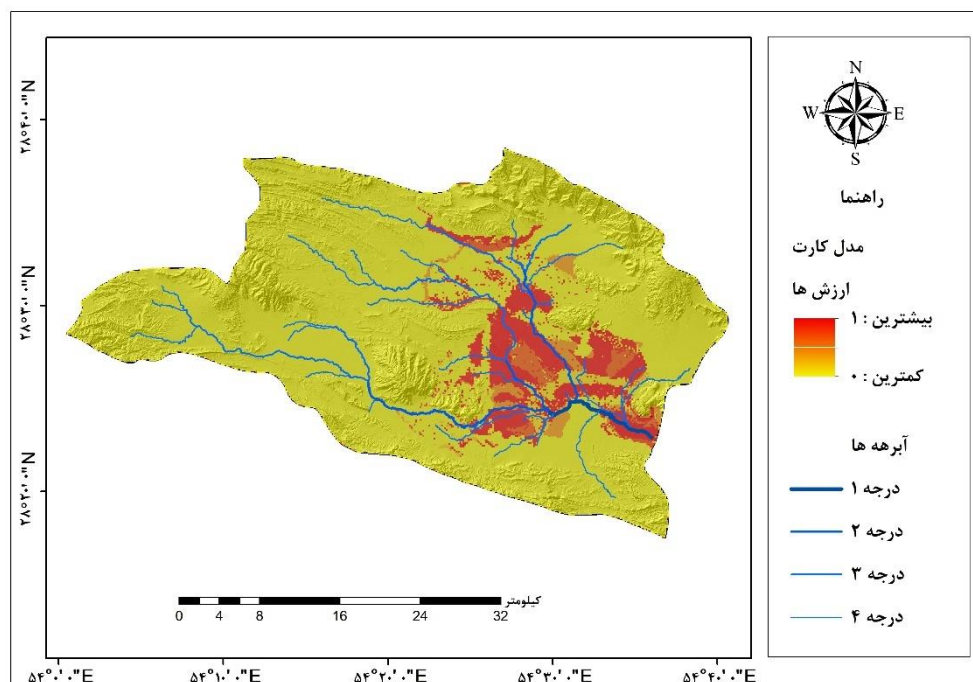 ۲۸°۴۰'۰"N
۲۸°۳۰'۰"N
۲۸°۲۰'۰"N
کیلومتر
0 2 4 6 8 16 24 32
۵۴°۰'۰"E ۵۴°۱۰'۰"E ۵۴°۲۰'۰"E ۵۴°۳۰'۰"E ۵۴°۴۰'۰"E
N
W E
S
راهنما
مدل کارت
ارزش ها
بیشترین : ۱
کمترین : ۰
آبرهه ها
درجه ۱
درجه ۲
درجه ۳
درجه ۴